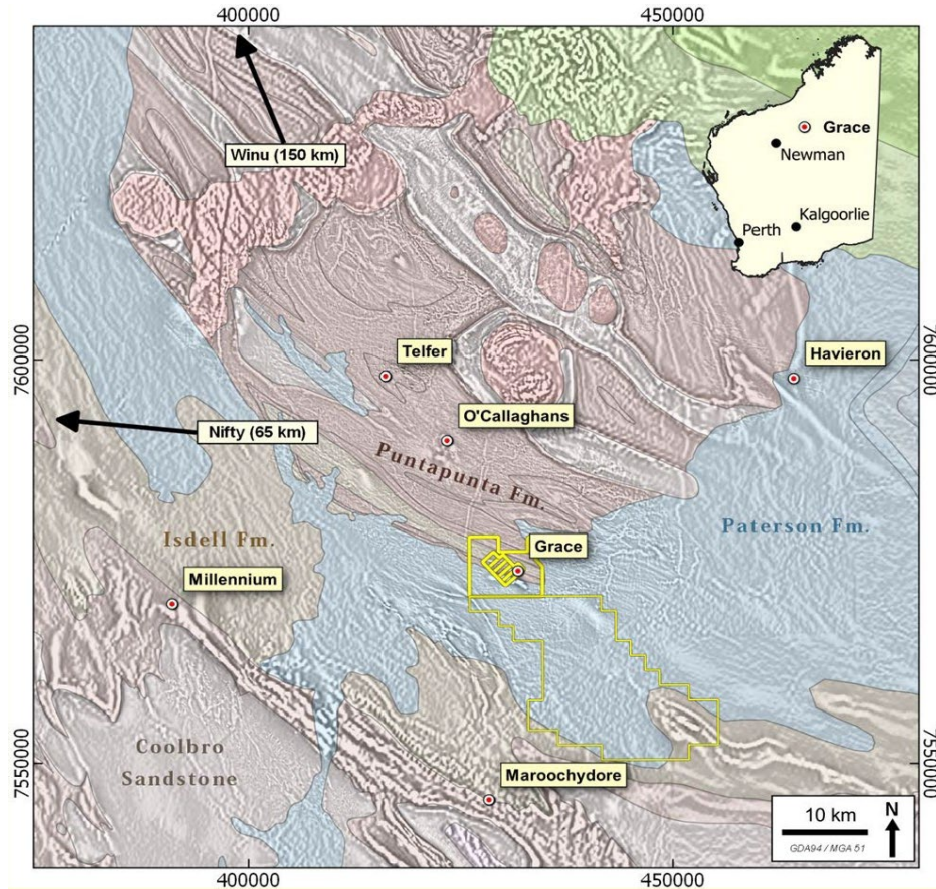 400000
450000
Winu (150 km)
Grace
Newman
Kalgoorlie
Perth
7600000
7600000
Telfer
Havieron
O'Callaghans
Nifty (65 km)
Puntapunta Fm.
Paterson Fm.
Isdell Fm.
Grace
Millennium
Coolbro
Sandstone
7550000
7550000
Maroochydore
10 km
N
GDA94 / MGA 51
400000
450000